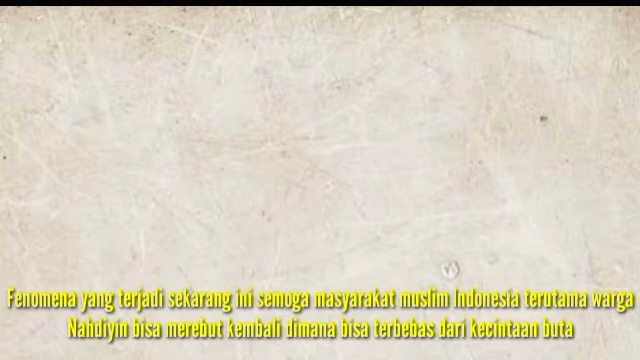 Fenomena yang terjadi sekarang ini semoga masyarakat muslim Indonesia terutama warga
Nahdiyin bisa merebut kembali dimana bisa terbebas dari kecintaan buta